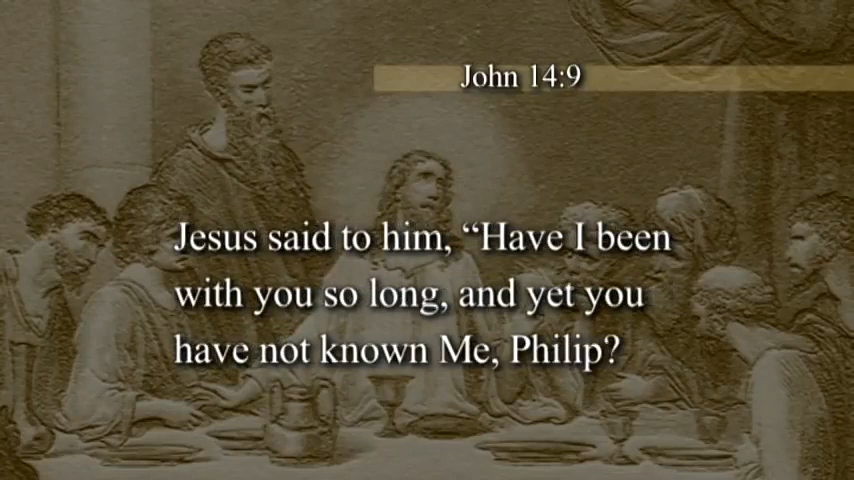 John 14:9
Jesus said to him, “Have I been
with you so long, and yet you
have not known Me, Philip?